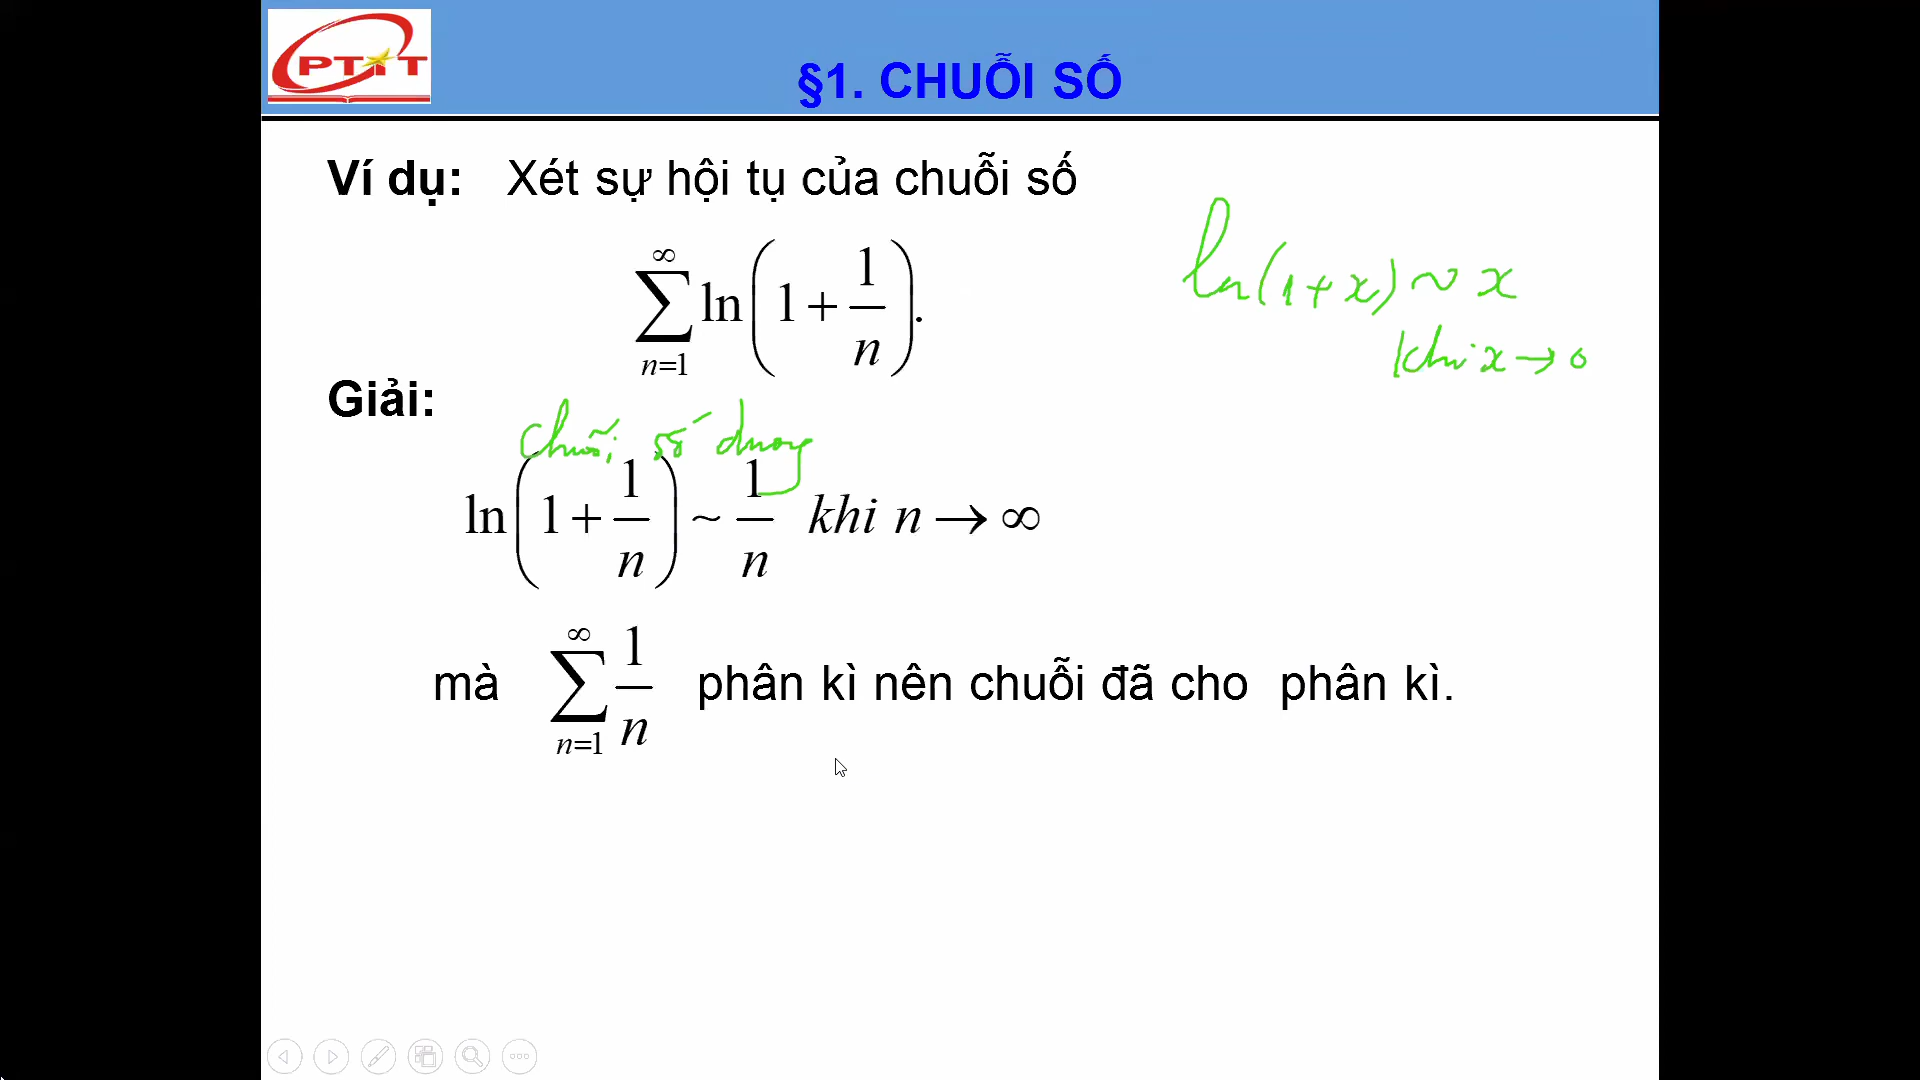 PTIT
§1. CHUỖI SỐ
Ví dụ: Xét sự hội tụ của chuỗi số
∑_{n=1}^{∞} ln(1 + 1/n).
ln(1+x) ~ x
khi x → 0
Giải:
chuỗi số dương
ln(1 + 1/n) ~ 1/n khi n → ∞
mà ∑_{n=1}^{∞} 1/n phân kì nên chuỗi đã cho phân kì.